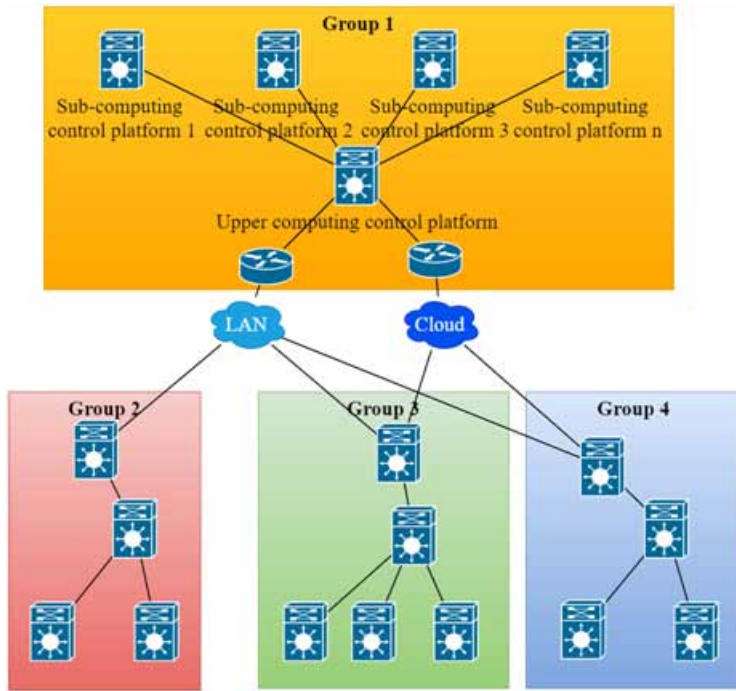 Group 1
Sub-computing
control platform 1
Sub-computing
control platform 2
Sub-computing
control platform 3
Sub-computing
control platform n
Upper computing control platform
LAN
Cloud
Group 2
Group 3
Group 4